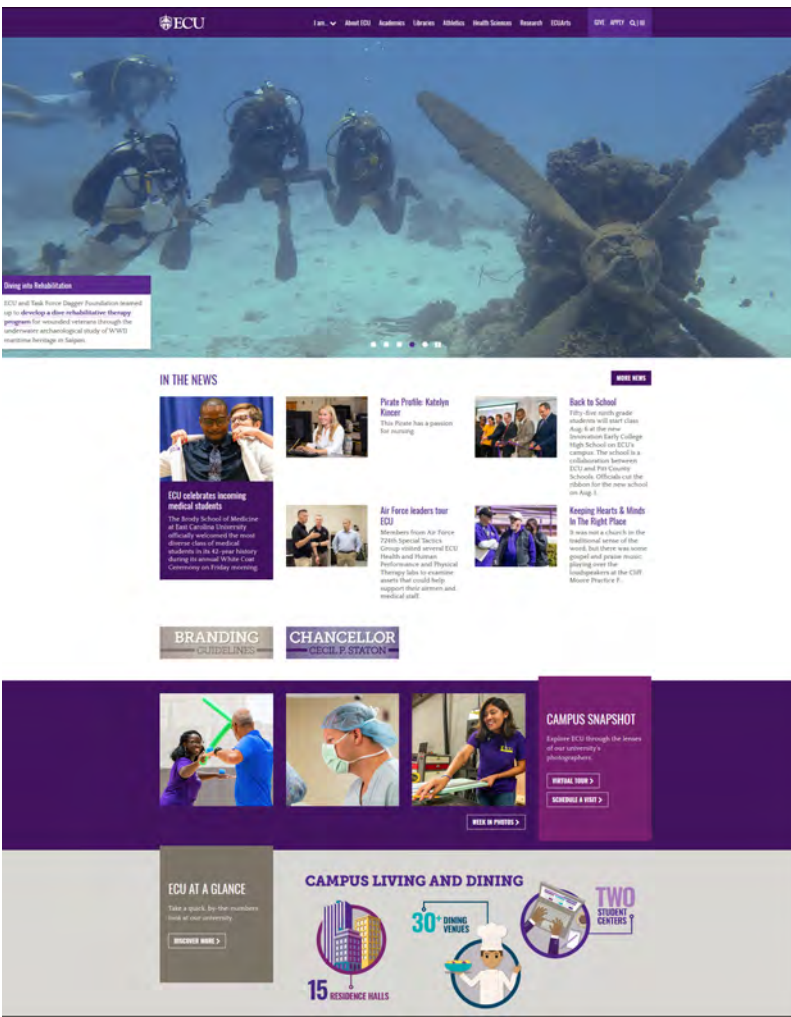 ECU
I am... About ECU Academics Libraries Athletics Health Sciences Research ECUArts GIVE APPLY
Diving into Rehabilitation
ECU and Task Force Dagger Foundation teamed
up to develop a dive rehabilitative therapy
program for wounded veterans through the
underwater archaeological study of WWII
maritime heritage in Saipan.
IN THE NEWS
MORE NEWS
ECU celebrates incoming
medical students
The Brody School of Medicine
at East Carolina University
officially welcomed the most
diverse class of medical
students in its 42-year history
during its annual White Coat
Ceremony on Friday morning.
Pirate Profile: Katelyn
Kincer
This Pirate has a passion
for nursing.
Back to School
Fifty-five ninth grade
students will start class
Aug. 6 at the new
Innovation Early College
High School on ECU's
campus. The school is a
collaboration between
ECU and Pitt County
Schools. Officials cut the
ribbon for the new school
on Aug. 1.
Air Force leaders tour
ECU
Members from Air Force
724th Special Tactics
Group visited several ECU
Health and Human
Performance and Physical
Therapy labs to examine
assets that could help
support their airmen and
medical staff.
Keeping Hearts & Minds
In The Right Place
It was not a church in the
traditional sense of the
word, but there was some
gospel and praise music
playing over the
loudspeakers at the Cliff
Moore Practice F...
BRANDING
GUIDELINES
CHANCELLOR
CECIL P. STATON
CAMPUS SNAPSHOT
Explore ECU through the lenses
of our university's
photographers.
VIRTUAL TOUR >
SCHEDULE A VISIT >
WEEK IN PHOTOS >
ECU AT A GLANCE
Take a quick, by-the-numbers
look at our university.
DISCOVER MORE >
CAMPUS LIVING AND DINING
15 RESIDENCE HALLS
30+ DINING
VENUES
TWO
STUDENT
CENTERS